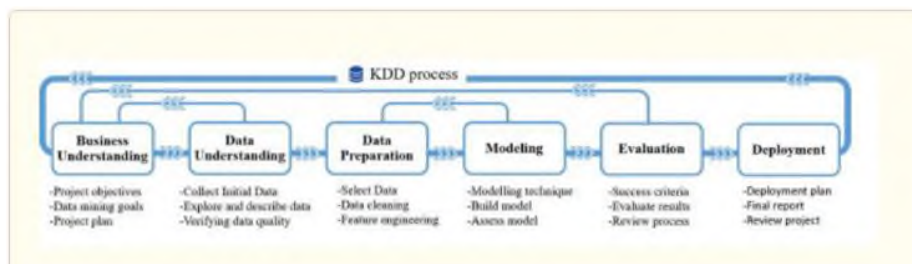 KDD process
Business
Understanding
Data
Understanding
Data
Preparation
Modeling
Evaluation
Deployment
-Project objectives
-Data mining goals
-Project plan
-Collect Initial Data
-Explore and describe data
-Verifying data quality
-Select Data
-Data cleaning
-Feature engineering
-Modelling technique
-Build model
-Assess model
-Success criteria
-Evaluate results
-Review process
-Deployment plan
-Final report
-Review project